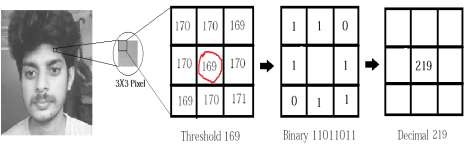 170 170 169
170 169 170
169 170 171
1 1 0
1 1
0 1 1
219
3X3 Pixel
Threshold 169
Binary 11011011
Decimal 219